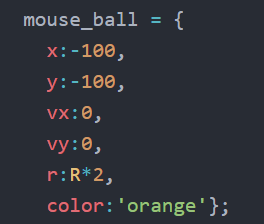 mouse_ball = {
x:-100,
y:-100,
vx:0,
vy:0,
r:R*2,
color:'orange'};